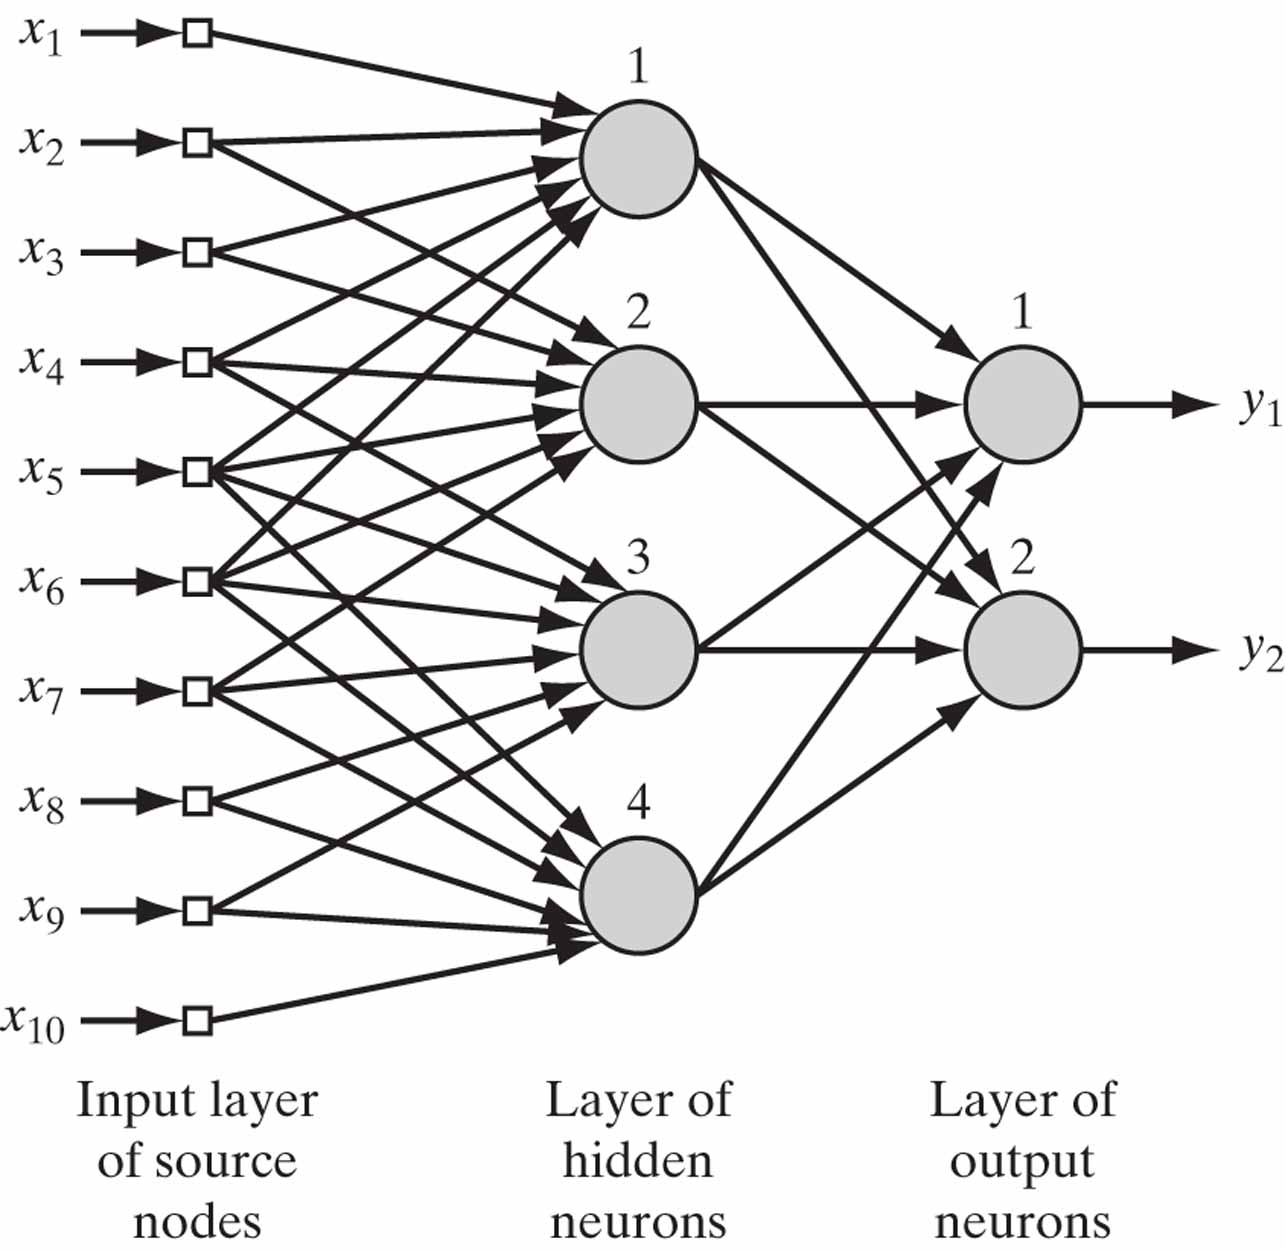 x1
x2
x3
x4
x5
x6
x7
x8
x9
x10
1
2
3
4
1
2
y1
y2
Input layer
of source
nodes
Layer of
hidden
neurons
Layer of
output
neurons